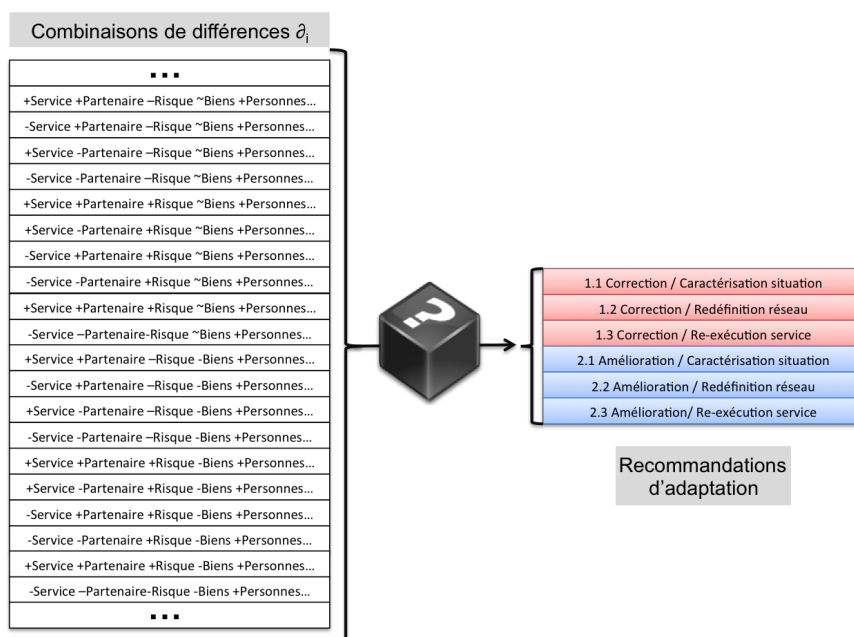 Combinaisons de différences ∂i
...
+Service +Partenaire –Risque ~Biens +Personnes...
-Service +Partenaire –Risque ~Biens +Personnes...
+Service -Partenaire –Risque ~Biens +Personnes...
-Service -Partenaire –Risque ~Biens +Personnes...
+Service +Partenaire +Risque ~Biens +Personnes...
+Service -Partenaire +Risque ~Biens +Personnes...
-Service +Partenaire +Risque ~Biens +Personnes...
-Service -Partenaire +Risque ~Biens +Personnes...
+Service +Partenaire +Risque ~Biens +Personnes...
-Service –Partenaire-Risque ~Biens +Personnes...
+Service +Partenaire –Risque -Biens +Personnes...
-Service +Partenaire –Risque -Biens +Personnes...
+Service -Partenaire –Risque -Biens +Personnes...
-Service -Partenaire –Risque -Biens +Personnes...
+Service +Partenaire +Risque -Biens +Personnes...
+Service -Partenaire +Risque -Biens +Personnes...
-Service +Partenaire +Risque -Biens +Personnes...
-Service -Partenaire +Risque -Biens +Personnes...
+Service +Partenaire +Risque -Biens +Personnes...
-Service –Partenaire-Risque -Biens +Personnes...
...
?
1.1 Correction / Caractérisation situation
1.2 Correction / Redéfinition réseau
1.3 Correction / Re-exécution service
2.1 Amélioration / Caractérisation situation
2.2 Amélioration / Redéfinition réseau
2.3 Amélioration/ Re-exécution service
Recommandations
d'adaptation